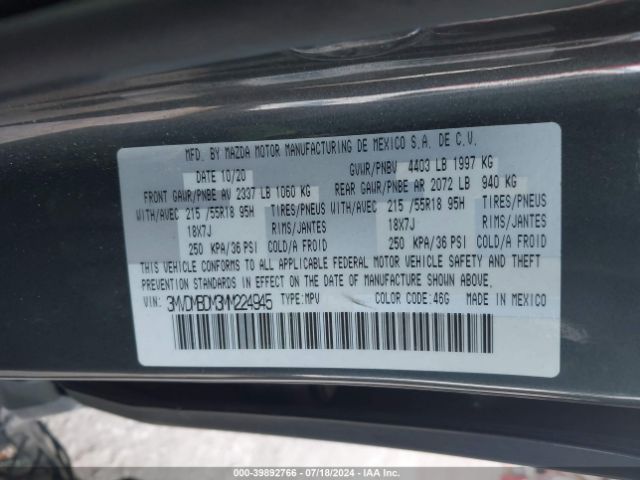 MFD. BY MAZDA MOTOR MANUFACTURING DE MEXICO S.A. DE C.V.
DATE 10/20 GVWR/PNBV 4403 LB 1997 KG
FRONT GAWR/PNBE AV 2337 LB 1060 KG REAR GAWR/PNBE AR 2072 LB 940 KG
WITH/AVEC 215 /55R18 95H TIRES/PNEUS WITH/AVEC 215 /55R18 95H TIRES/PNEUS
18X7J RIMS/JANTES 18X7J RIMS/JANTES
250 KPA/36 PSI COLD/A FROID 250 KPA/36 PSI COLD/A FROID
THIS VEHICLE CONFORMS TO ALL APPLICABLE FEDERAL MOTOR VEHICLE SAFETY AND THEFT
PREVENTION STANDARDS IN EFFECT ON THE DATE OF MANUFACTURE SHOWN ABOVE.
VIN: 3MVDMBDM3MM224945 TYPE:MPV COLOR CODE:46G MADE IN MEXICO
000-39892766 - 07/18/2024 - IAA Inc.